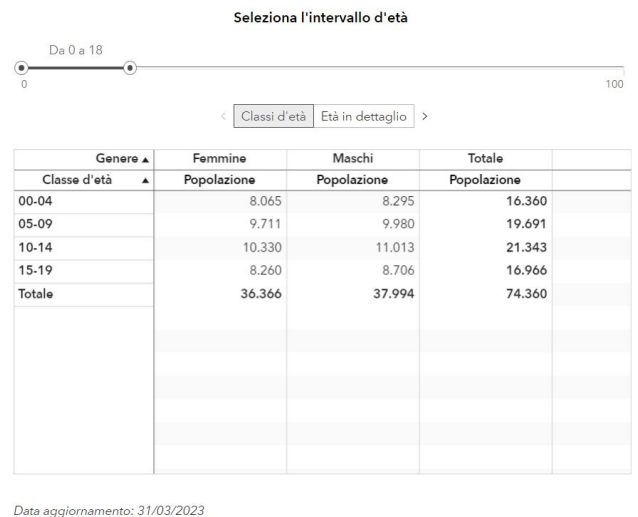 Seleziona l'intervallo d'età
Da 0 a 18
0 100
< Classi d'età Età in dettaglio >
Genere ▲ Femmine Maschi Totale
Classe d'età ▲ Popolazione Popolazione Popolazione
00-04 8.065 8.295 16.360
05-09 9.711 9.980 19.691
10-14 10.330 11.013 21.343
15-19 8.260 8.706 16.966
Totale 36.366 37.994 74.360
Data aggiornamento: 31/03/2023